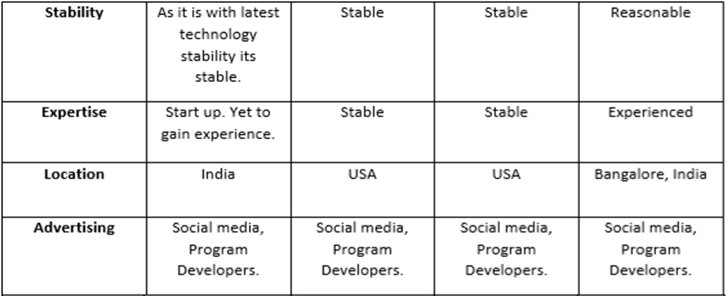 Stability As it is with latest Stable Stable Reasonable
technology
stability its
stable.
Expertise Start up. Yet to Stable Stable Experienced
gain experience.
Location India USA USA Bangalore, India
Advertising Social media, Social media, Social media, Social media,
Program Program Program Program
Developers. Developers. Developers. Developers.